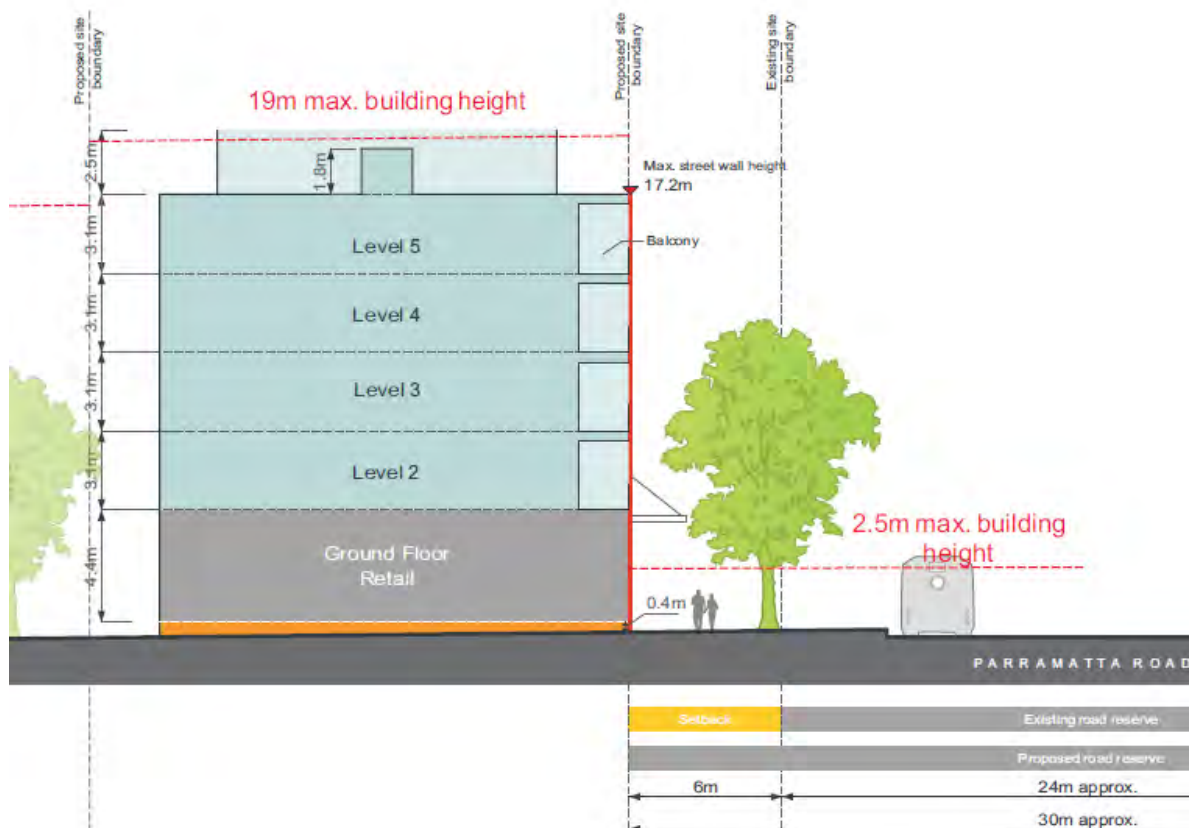 Proposed site
boundary
Proposed site
boundary
Existing site
boundary
19m max. building height
2.5m
1.8m
Max. street wall height
17.2m
3.1m
Level 5
Balcony
3.1m
Level 4
3.1m
Level 3
3.1m
Level 2
2.5m max. building
height
4.4m
Ground Floor
Retail
0.4m
PARRAMATTA ROAD
Setback
Existing road reserve
Proposed road reserve
6m
24m approx.
30m approx.